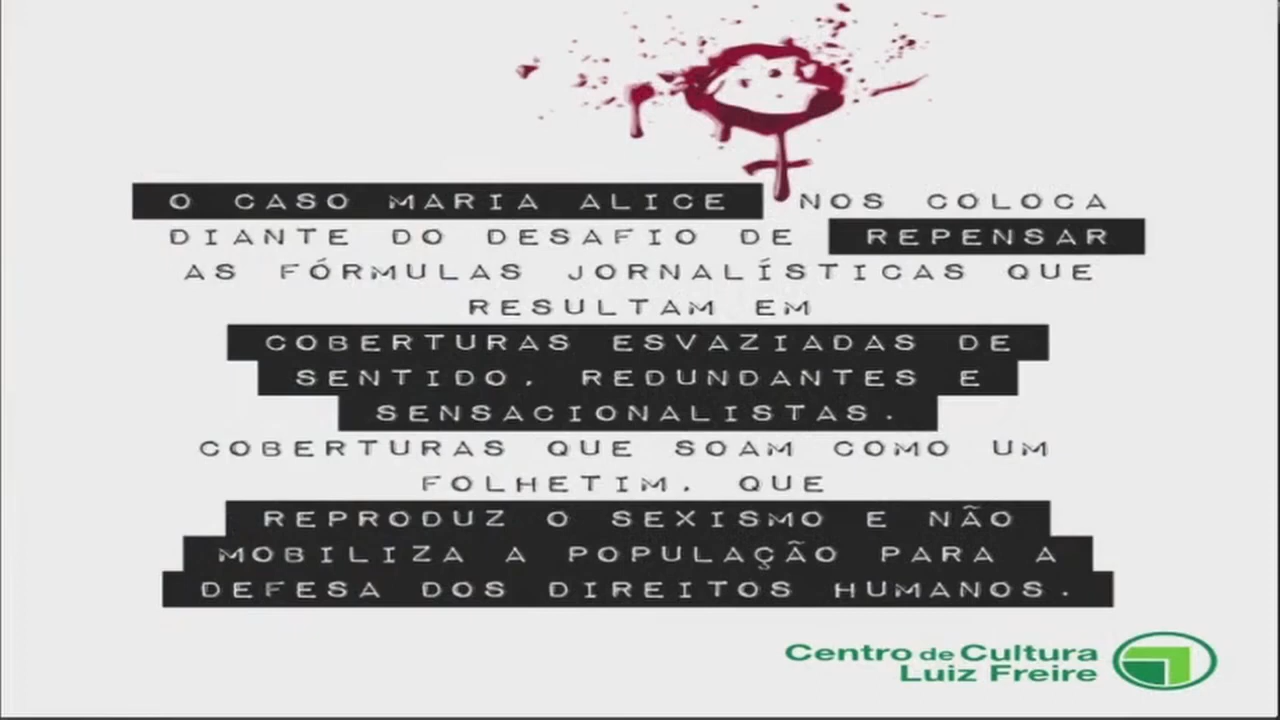 O CASO MARIA ALICE NOS COLOCA
DIANTE DO DESAFIO DE REPENSAR
AS FÓRMULAS JORNALÍSTICAS QUE
RESULTAM EM
COBERTURAS ESVAZIADAS DE
SENTIDO, REDUNDANTES E
SENSACIONALISTAS.
COBERTURAS QUE SOAM COMO UM
FOLHETIM, QUE
REPRODUZ O SEXISMO E NÃO
MOBILIZA A POPULAÇÃO PARA A
DEFESA DOS DIREITOS HUMANOS.
Centro de Cultura
Luiz Freire